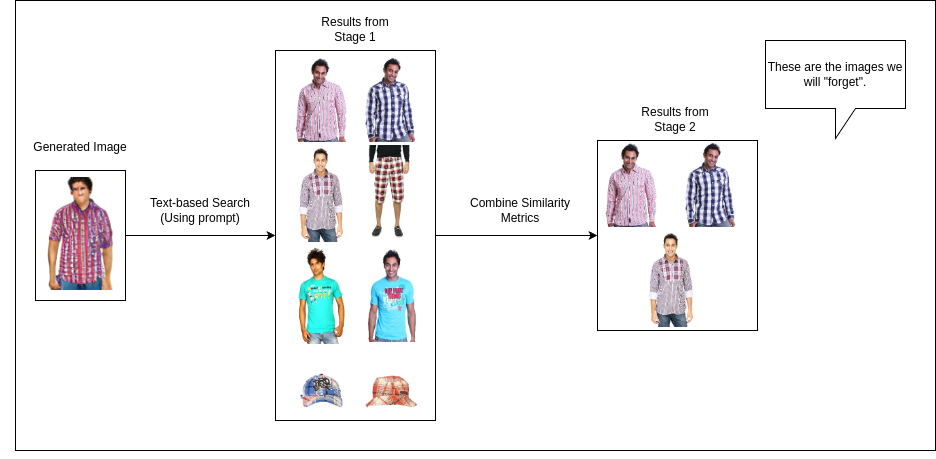 Results from
Stage 1
These are the images we
will "forget".
Results from
Stage 2
Generated Image
Text-based Search
(Using prompt)
Combine Similarity
Metrics